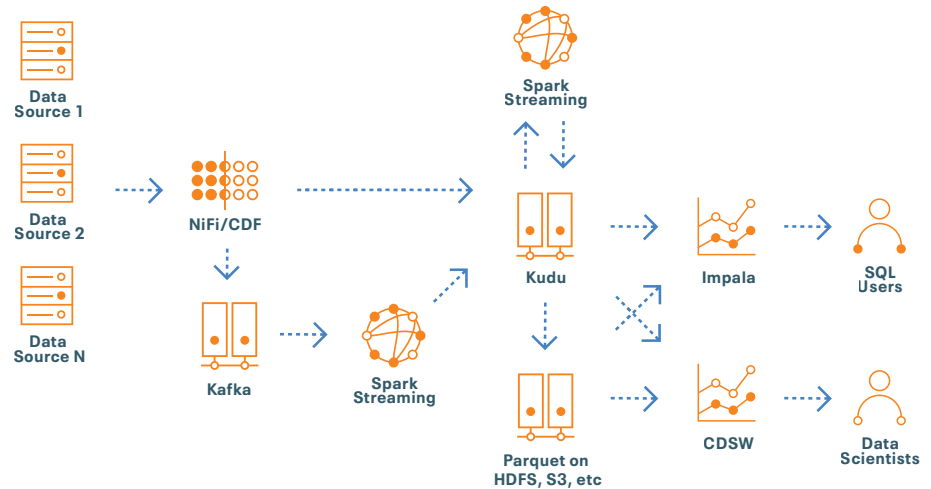 Data
Source 1
Data
Source 2
Data
Source N
NiFi/CDF
Kafka
Spark
Streaming
Spark
Streaming
Kudu
Parquet on
HDFS, S3, etc
Impala
CDSW
SQL
Users
Data
Scientists